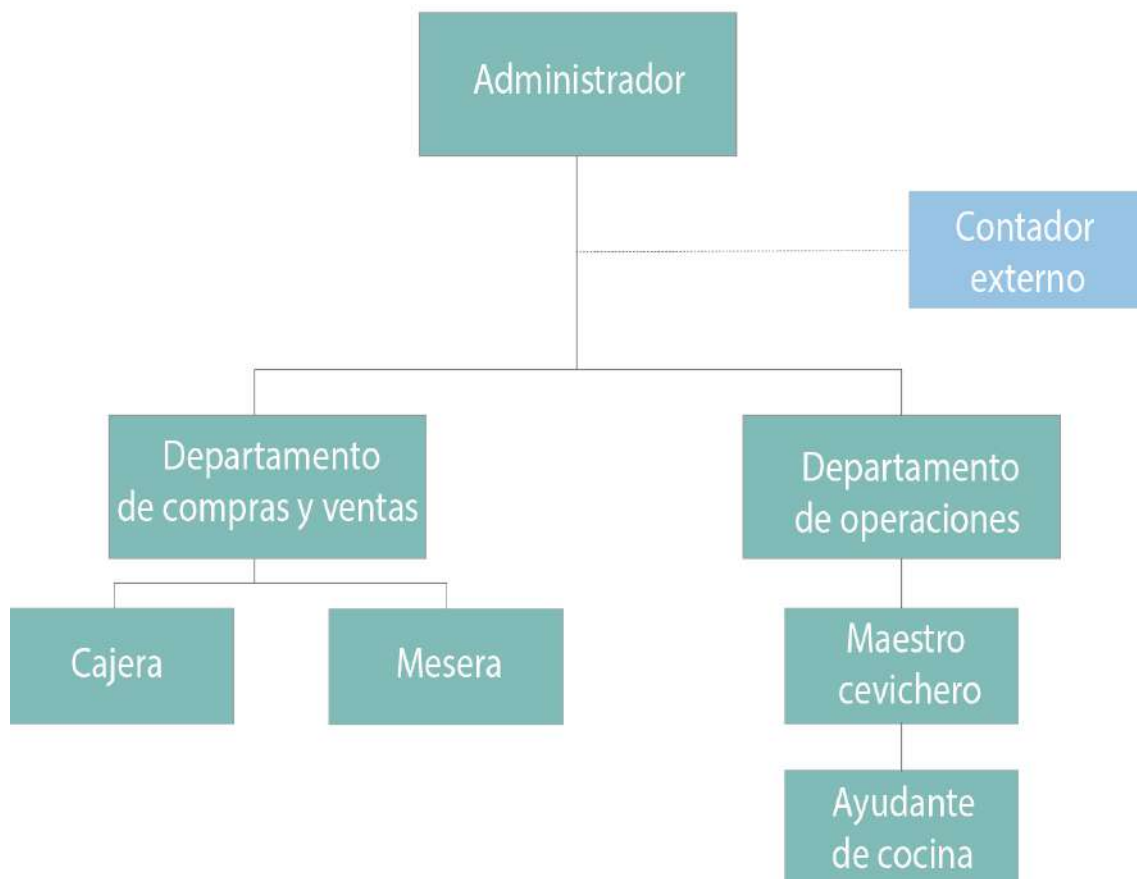 Administrador
Contador
externo
Departamento
de compras y ventas
Departamento
de operaciones
Cajera
Mesera
Maestro
cevichero
Ayudante
de cocina